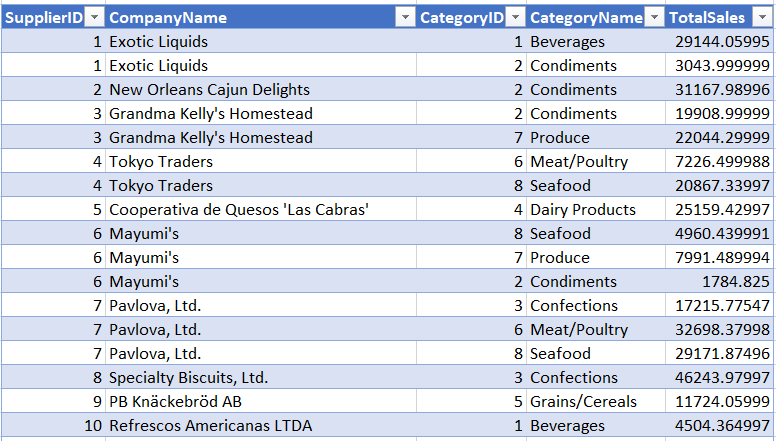 SupplierID CompanyName CategoryID CategoryName TotalSales
1 Exotic Liquids 1 Beverages 29144.05995
1 Exotic Liquids 2 Condiments 3043.999999
2 New Orleans Cajun Delights 2 Condiments 31167.98996
3 Grandma Kelly's Homestead 2 Condiments 19908.99999
3 Grandma Kelly's Homestead 7 Produce 22044.29999
4 Tokyo Traders 6 Meat/Poultry 7226.499988
4 Tokyo Traders 8 Seafood 20867.33997
5 Cooperativa de Quesos 'Las Cabras' 4 Dairy Products 25159.42997
6 Mayumi's 8 Seafood 4960.439991
6 Mayumi's 7 Produce 7991.489994
6 Mayumi's 2 Condiments 1784.825
7 Pavlova, Ltd. 3 Confections 17215.77547
7 Pavlova, Ltd. 6 Meat/Poultry 32698.37998
7 Pavlova, Ltd. 8 Seafood 29171.87496
8 Specialty Biscuits, Ltd. 3 Confections 46243.97997
9 PB Knäckebröd AB 5 Grains/Cereals 11724.05999
10 Refrescos Americanas LTDA 1 Beverages 4504.364997